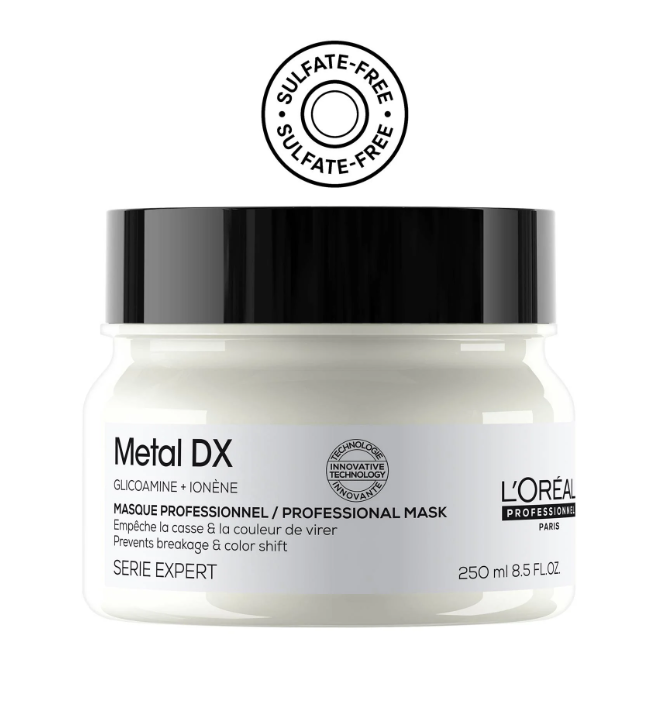 SULFATE-FREE
SULFATE-FREE
Metal DX
GLICOAMINE + IONÈNE
TECHNOLOGIE
INNOVATIVE
TECHNOLOGY
INNOVANTE
MASQUE PROFESSIONNEL / PROFESSIONAL MASK
Empêche la casse & la couleur de virer
Prevents breakage & color shift
SERIE EXPERT
L'ORÉAL
PROFESSIONNEL
PARIS
250 ml 8.5 FL.OZ.